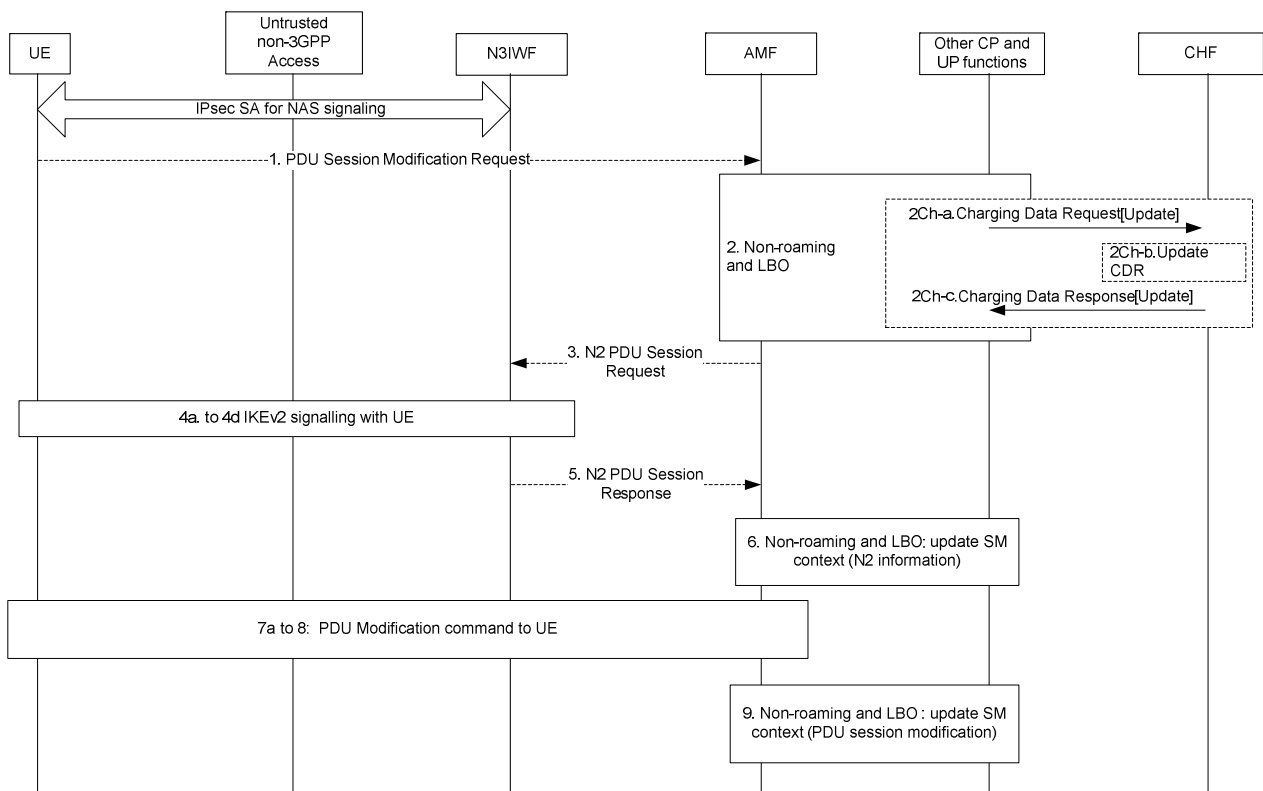 UE
Untrusted
non-3GPP
Access
N3IWF
AMF
Other CP and
UP functions
CHF
IPsec SA for NAS signaling
1. PDU Session Modification Request
2Ch-a.Charging Data Request[Update]
2. Non-roaming
and LBO
2Ch-b.Update
CDR
2Ch-c.Charging Data Response[Update]
3. N2 PDU Session
Request
4a. to 4d IKEv2 signalling with UE
5. N2 PDU Session
Response
6. Non-roaming and LBO: update SM
context (N2 information)
7a to 8: PDU Modification command to UE
9. Non-roaming and LBO : update SM
context (PDU session modification)